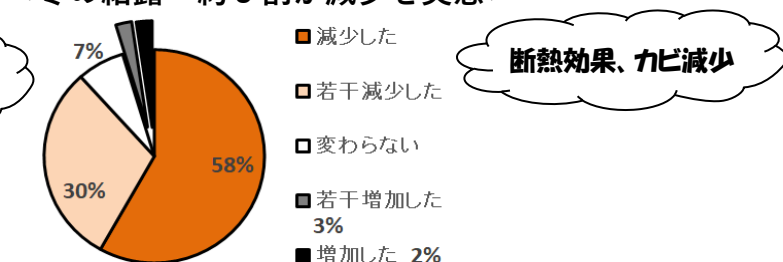 7%
58%
30%
減少した
若干減少した
変わらない
若干増加した
3%
増加した 2%
断熱効果、カビ減少